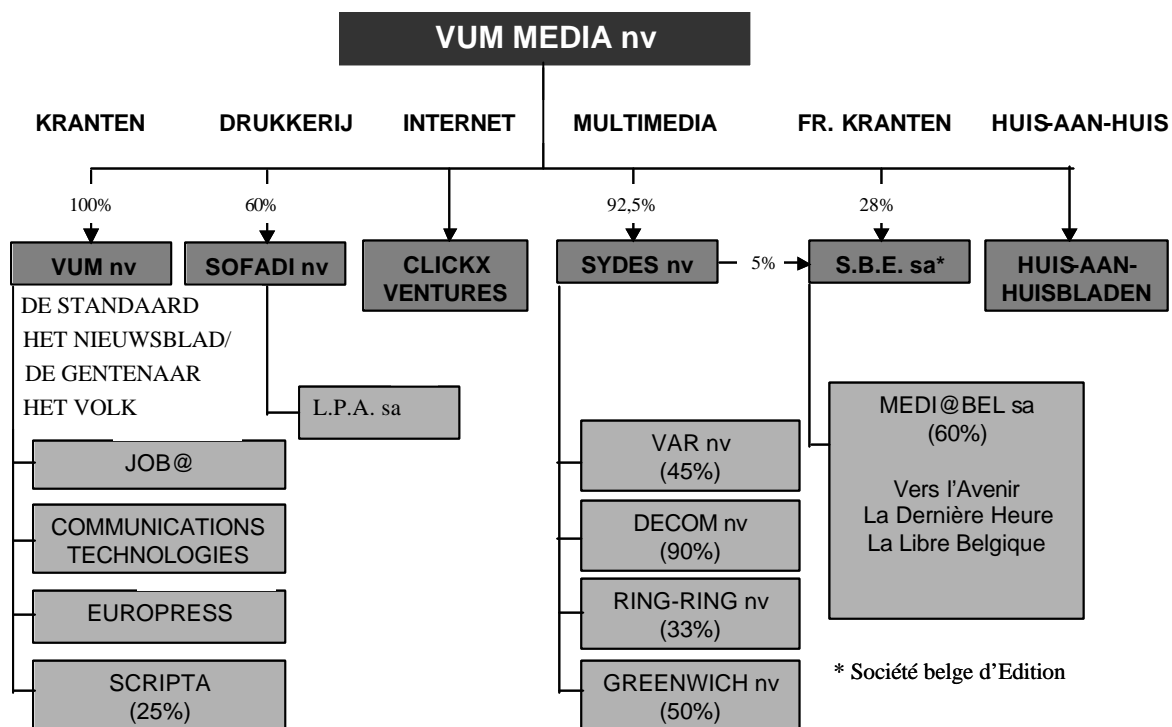 VUM MEDIA nv
KRANTEN
DRUKKERIJ
INTERNET
MULTIMEDIA
FR. KRANTEN
HUIS-AAN-HUIS
100%
60%
92,5%
28%
VUM nv
SOFADI nv
CLICKX
VENTURES
SYDES nv
5%
S.B.E. sa*
HUIS-AAN-
HUISBLADEN
DE STANDAARD
HET NIEUWSBLAD/
DE GENTENAAR
HET VOLK
L.P.A. sa
JOB@
COMMUNICATIONS
TECHNOLOGIES
EUROPRESS
SCRIPTA
(25%)
VAR nv
(45%)
DECOM nv
(90%)
RING-RING nv
(33%)
GREENWICH nv
(50%)
MEDI@BEL sa
(60%)
Vers l'Avenir
La Dernière Heure
La Libre Belgique
* Société belge d'Edition